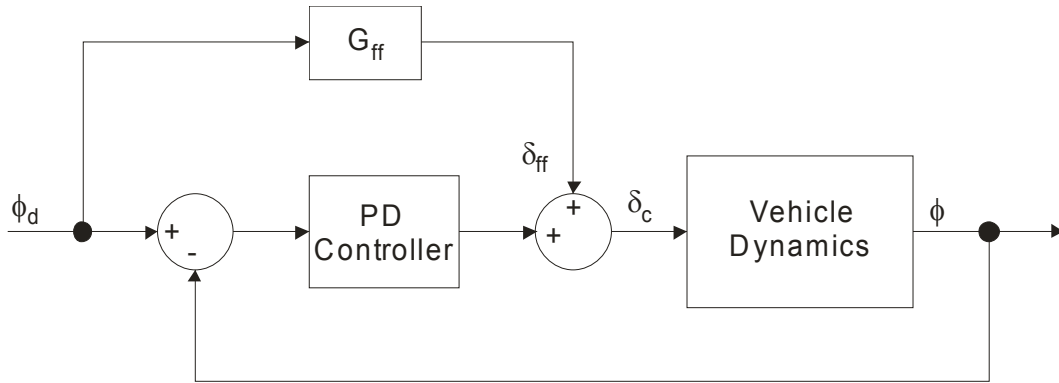 G_ff
δ_ff
ϕ_d
+
-
PD
Controller
+
+
δ_c
Vehicle
Dynamics
ϕ